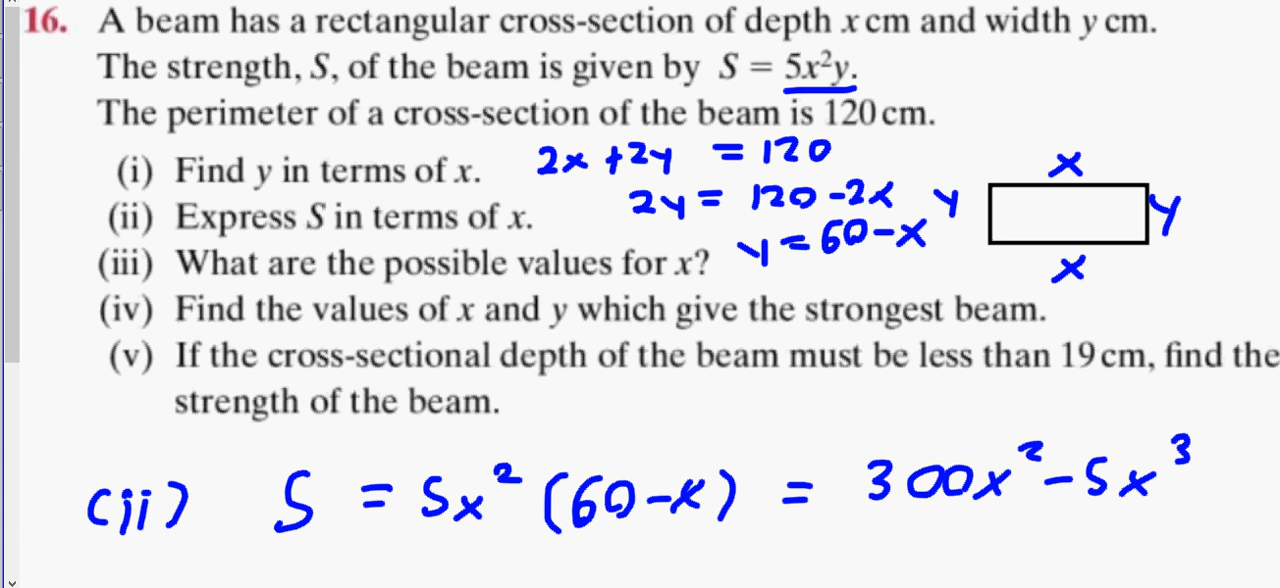 16. A beam has a rectangular cross-section of depth x cm and width y cm.
The strength, S, of the beam is given by S = 5x²y.
The perimeter of a cross-section of the beam is 120 cm.
(i) Find y in terms of x. 2x + 2y = 120
2y = 120 - 2x
(ii) Express S in terms of x.
y = 60 - x
(iii) What are the possible values for x?
x
y y
x
(iv) Find the values of x and y which give the strongest beam.
(v) If the cross-sectional depth of the beam must be less than 19 cm, find the
strength of the beam.
(ii) S = 5x² (60 - x) = 300x² - 5x³